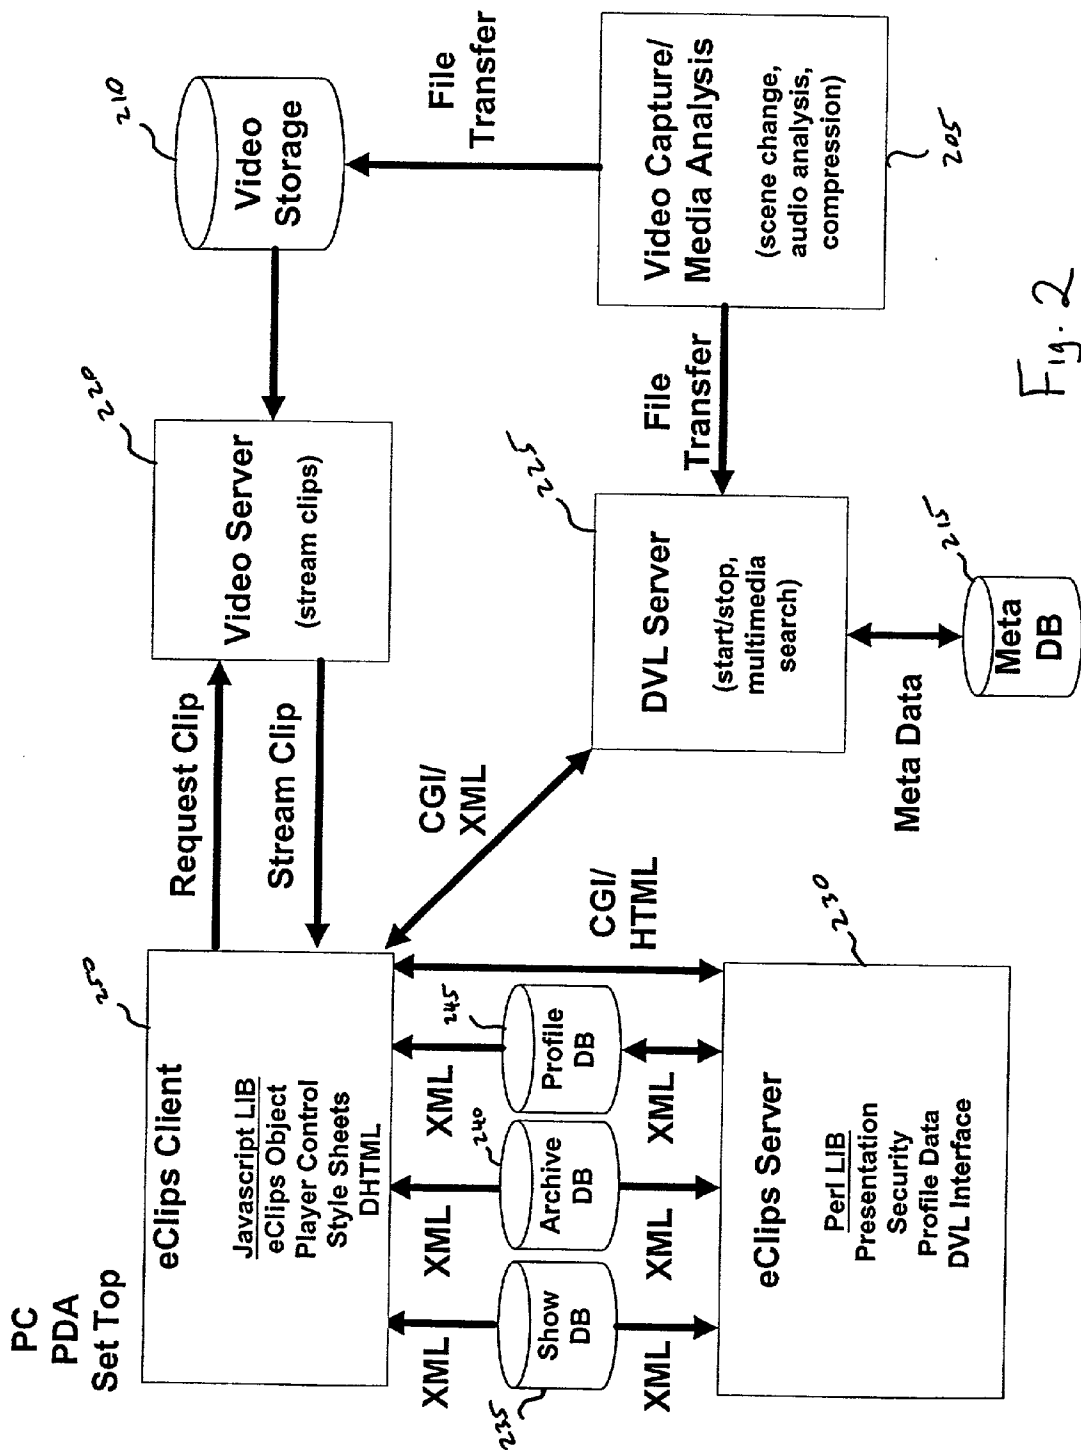 PC
PDA
Set Top
250
eClips Client
Javascript LIB
eClips Object
Player Control
Style Sheets
DHTML
Request Clip
Stream Clip
220
Video Server
(stream clips)
210
Video
Storage
File
Transfer
CGI/
XML
225
DVL Server
(start/stop,
multimedia
search)
File
Transfer
Video Capture/
Media Analysis
(scene change,
audio analysis,
compression)
205
XML
XML
XML
235
Show
DB
240
Archive
DB
245
Profile
DB
XML
XML
XML
CGI/
HTML
230
eClips Server
Perl LIB
Presentation
Security
Profile Data
DVL Interface
Meta Data
215
Meta
DB
Fig. 2